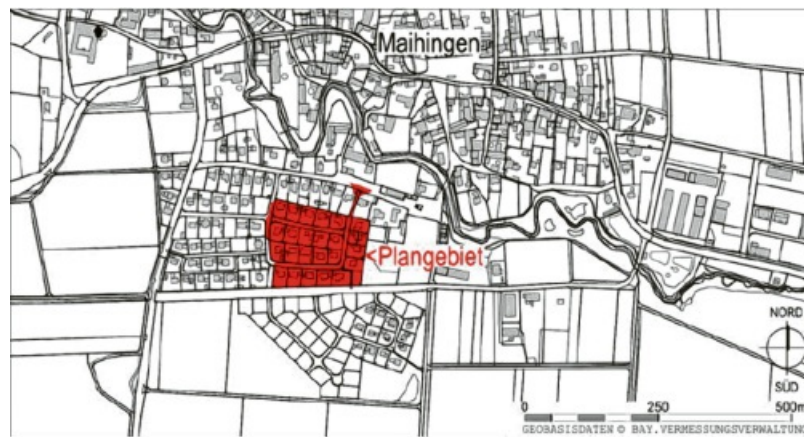 Maihingen
<Plangebiet
NORD
SÜD
0 250 500m
GEOBASISDATEN © BAY.VERMESSUNGSVERWALTUNG